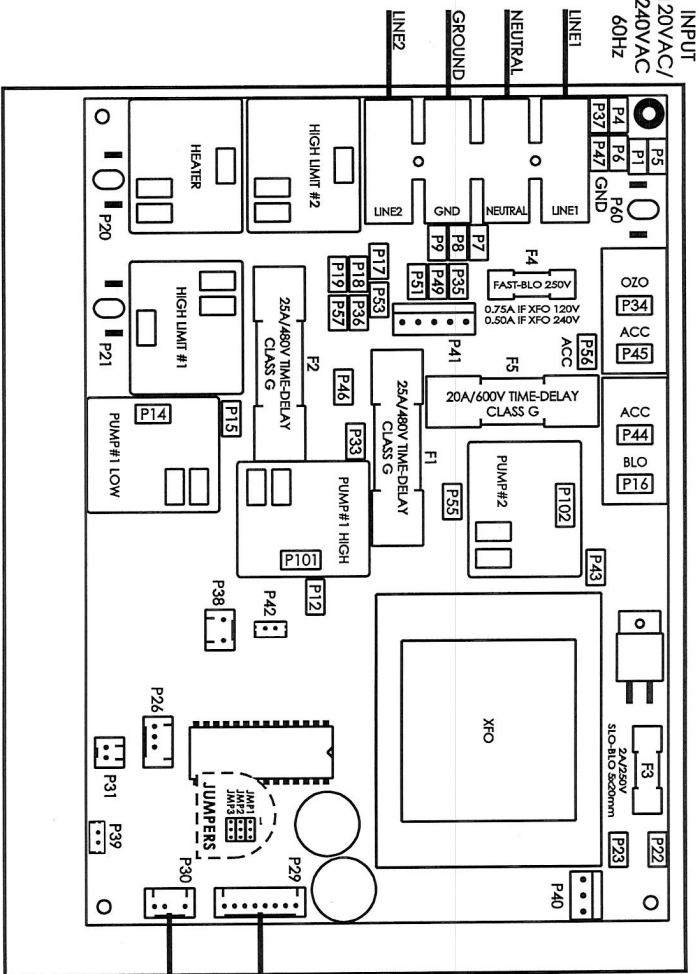 INPUT
20VAC/
240VAC
60Hz
LINE1
NEUTRAL
GROUND
LINE2
P37
P4
P5
P47
P6
P1
GND
P60
LINE1
NEUTRAL
GND
LINE2
HIGH LIMIT #2
HEATER
P20
P9
P8
P7
P51
P49
P35
F4
FAST-BLO 250V
0.75A IF XFO 120V
0.50A IF XFO 240V
OZO
P34
ACC
P45
P56
ACC
P17
P18
P19
P53
P36
P57
P41
HIGH LIMIT #1
P21
F2
25A/480V TIME-DELAY
CLASS G
P46
F5
20A/600V TIME-DELAY
CLASS G
F1
25A/480V TIME-DELAY
CLASS G
ACC
P44
BLO
P16
P14
PUMP#1 LOW
P15
P33
PUMP#1 HIGH
P101
P12
P55
PUMP#2
P102
P43
P38
P42
XFO
F3
2A/250V
SLO-BLO 5x20mm
P22
P23
P26
P31
P39
JMP1
JMP2
JMP3
JUMPERS
P30
P29
P40